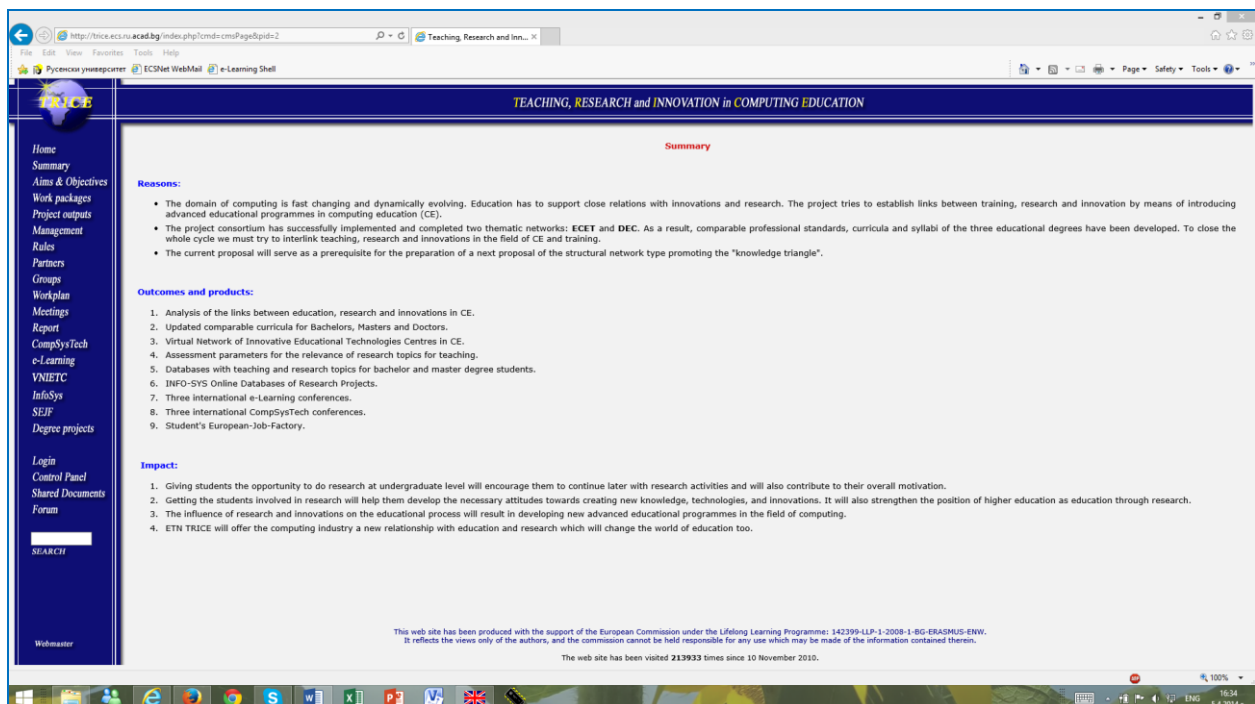 http://trice.ecs.ru.acad.bg/index.php?cmd=cmsPage&pid=2
Teaching, Research and Inn...
File Edit View Favorites Tools Help
Русенски университет ECSNet WebMail e-Learning Shell
Page Safety Tools
TRICE
TEACHING, RESEARCH and INNOVATION in COMPUTING EDUCATION
Home
Summary
Aims & Objectives
Work packages
Project outputs
Management
Rules
Partners
Groups
Workplan
Meetings
Report
CompSysTech
e-Learning
VNIETC
InfoSys
SEJF
Degree projects
Login
Control Panel
Shared Documents
Forum
SEARCH
Webmaster
Summary
Reasons:
• The domain of computing is fast changing and dynamically evolving. Education has to support close relations with innovations and research. The project tries to establish links between training, research and innovation by means of introducing
advanced educational programmes in computing education (CE).
• The project consortium has successfully implemented and completed two thematic networks: ECET and DEC. As a result, comparable professional standards, curricula and syllabi of the three educational degrees have been developed. To close the
whole cycle we must try to interlink teaching, research and innovations in the field of CE and training.
• The current proposal will serve as a prerequisite for the preparation of a next proposal of the structural network type promoting the "knowledge triangle".
Outcomes and products:
1. Analysis of the links between education, research and innovations in CE.
2. Updated comparable curricula for Bachelors, Masters and Doctors.
3. Virtual Network of Innovative Educational Technologies Centres in CE.
4. Assessment parameters for the relevance of research topics for teaching.
5. Databases with teaching and research topics for bachelor and master degree students.
6. INFO-SYS Online Databases of Research Projects.
7. Three international e-Learning conferences.
8. Three international CompSysTech conferences.
9. Student's European-Job-Factory.
Impact:
1. Giving students the opportunity to do research at undergraduate level will encourage them to continue later with research activities and will also contribute to their overall motivation.
2. Getting the students involved in research will help them develop the necessary attitudes towards creating new knowledge, technologies, and innovations. It will also strengthen the position of higher education as education through research.
3. The influence of research and innovations on the educational process will result in developing new advanced educational programmes in the field of computing.
4. ETN TRICE will offer the computing industry a new relationship with education and research which will change the world of education too.
This web site has been produced with the support of the European Commission under the Lifelong Learning Programme: 142399-LLP-1-2008-1-BG-ERASMUS-ENW.
It reflects the views only of the authors, and the commission cannot be held responsible for any use which may be made of the information contained therein.
The web site has been visited 213933 times since 10 November 2010.
100%
ENG 16:34